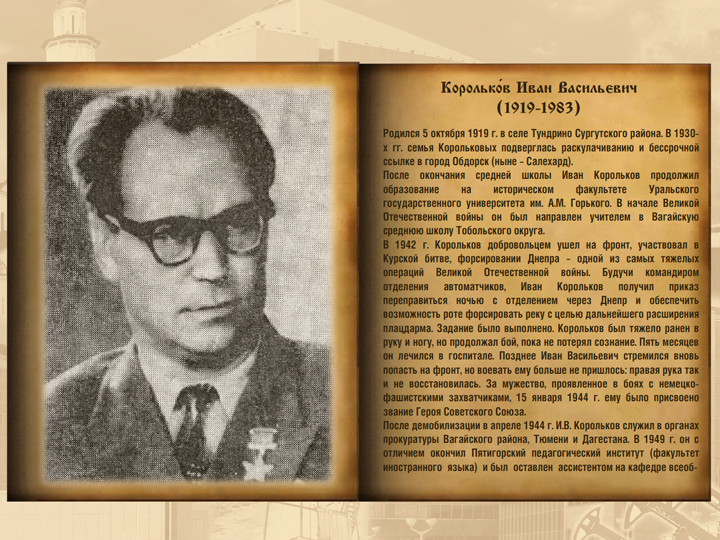 Королько́в Иван Васильевич
(1919-1983)
Родился 5 октября 1919 г. в селе Тундрино Сургутского района. В 1930-
х гг. семья Корольковых подверглась раскулачиванию и бессрочной
ссылке в город Обдорск (ныне - Салехард).
После окончания средней школы Иван Корольков продолжил
образование на историческом факультете Уральского
государственного университета им. А.М. Горького. В начале Великой
Отечественной войны он был направлен учителем в Вагайскую
среднюю школу Тобольского округа.
В 1942 г. Корольков добровольцем ушел на фронт, участвовал в
Курской битве, форсировании Днепра - одной из самых тяжелых
операций Великой Отечественной войны. Будучи командиром
отделения автоматчиков, Иван Корольков получил приказ
переправиться ночью с отделением через Днепр и обеспечить
возможность роте форсировать реку с целью дальнейшего расширения
плацдарма. Задание было выполнено. Корольков был тяжело ранен в
руку и ногу, но продолжал бой, пока не потерял сознание. Пять месяцев
он лечился в госпитале. Позднее Иван Васильевич стремился вновь
попасть на фронт, но воевать ему больше не пришлось: правая рука так
и не восстановилась. За мужество, проявленное в боях с немецко-
фашистскими захватчиками, 15 января 1944 г. ему было присвоено
звание Героя Советского Союза.
После демобилизации в апреле 1944 г. И.В. Корольков служил в органах
прокуратуры Вагайского района, Тюмени и Дагестана. В 1949 г. он с
отличием окончил Пятигорский педагогический институт (факультет
иностранного языка) и был оставлен ассистентом на кафедре всеоб-